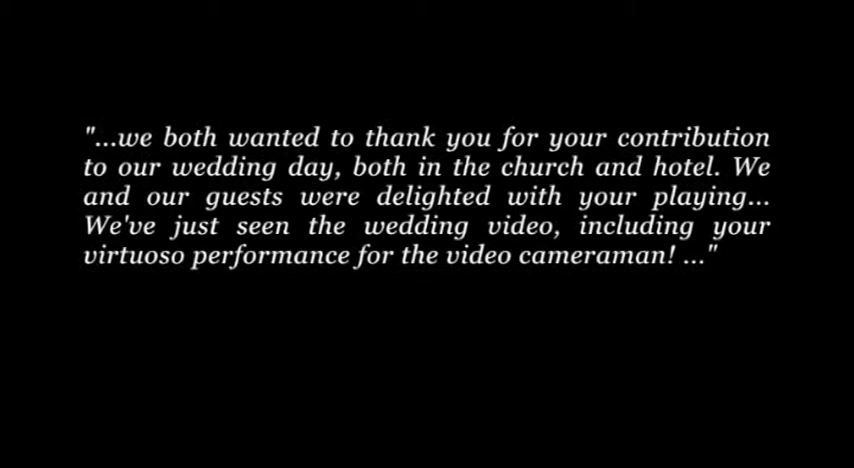 "...we both wanted to thank you for your contribution
to our wedding day, both in the church and hotel. We
and our guests were delighted with your playing...
We've just seen the wedding video, including your
virtuoso performance for the video cameraman! ..."